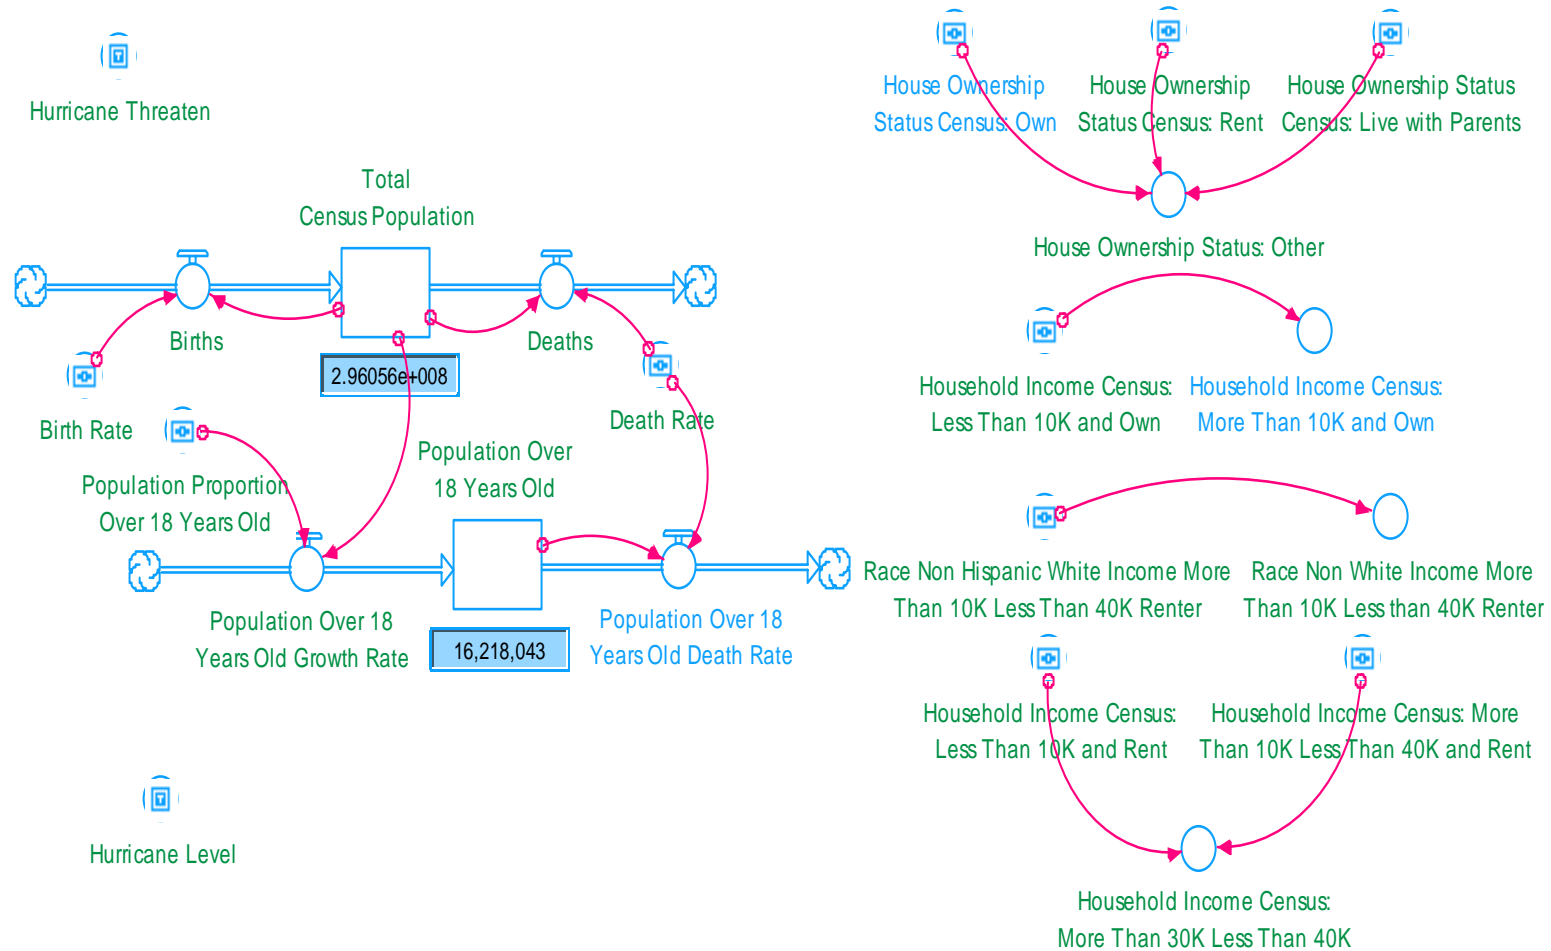 Hurricane Threaten
Total
Census Population
Births
Deaths
2.96056e+008
Birth Rate
Death Rate
Population Proportion
Over 18 Years Old
Population Over
18 Years Old
Population Over 18
Years Old Growth Rate
16,218,043
Population Over 18
Years Old Death Rate
Hurricane Level
House Ownership
Status Census: Own
House Ownership
Status Census: Rent
House Ownership Status
Census: Live with Parents
House Ownership Status: Other
Household Income Census:
Less Than 10K and Own
Household Income Census:
More Than 10K and Own
Race Non Hispanic White Income More
Than 10K Less Than 40K Renter
Race Non White Income More
Than 10K Less than 40K Renter
Household Income Census:
Less Than 10K and Rent
Household Income Census: More
Than 10K Less Than 40K and Rent
Household Income Census:
More Than 30K Less Than 40K